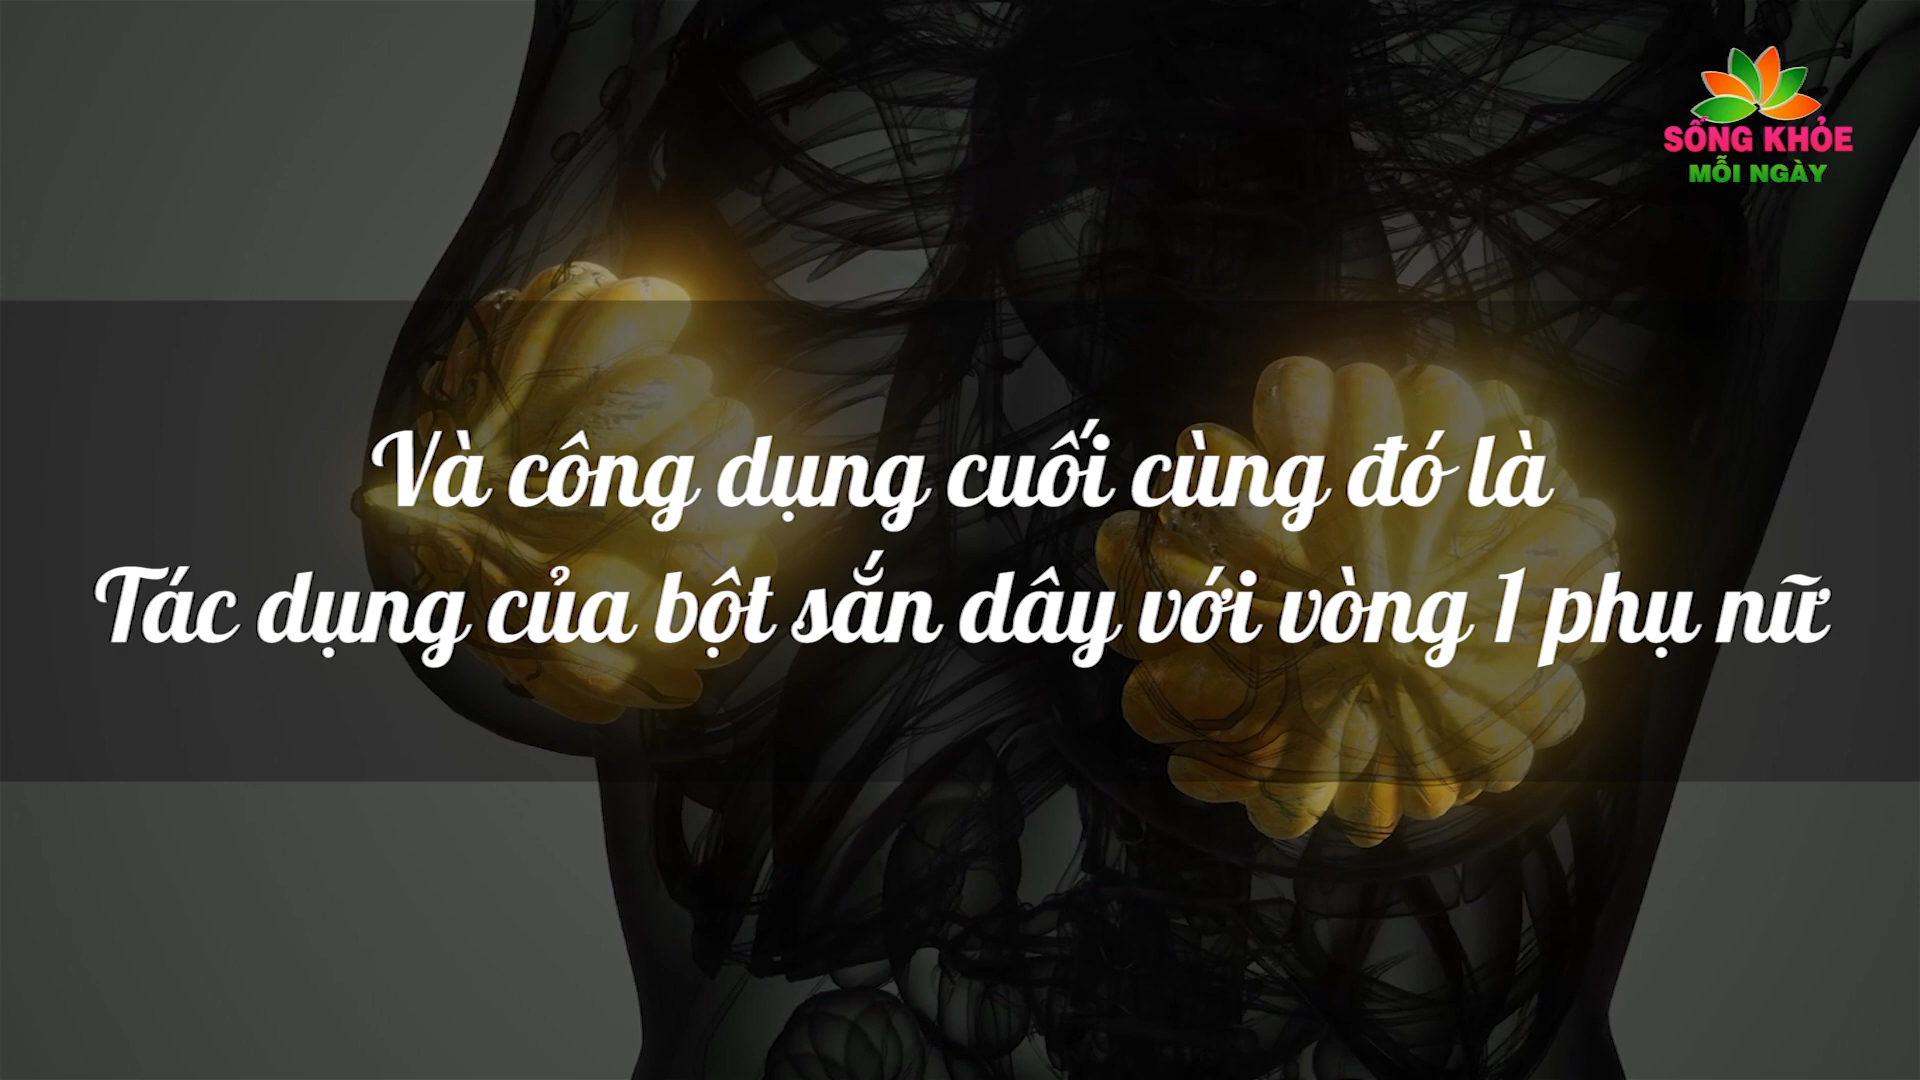 SỐNG KHỎE
MỖI NGÀY
Và công dụng cuối cùng đó là
Tác dụng của bột sắn dây với vòng 1 phụ nữ